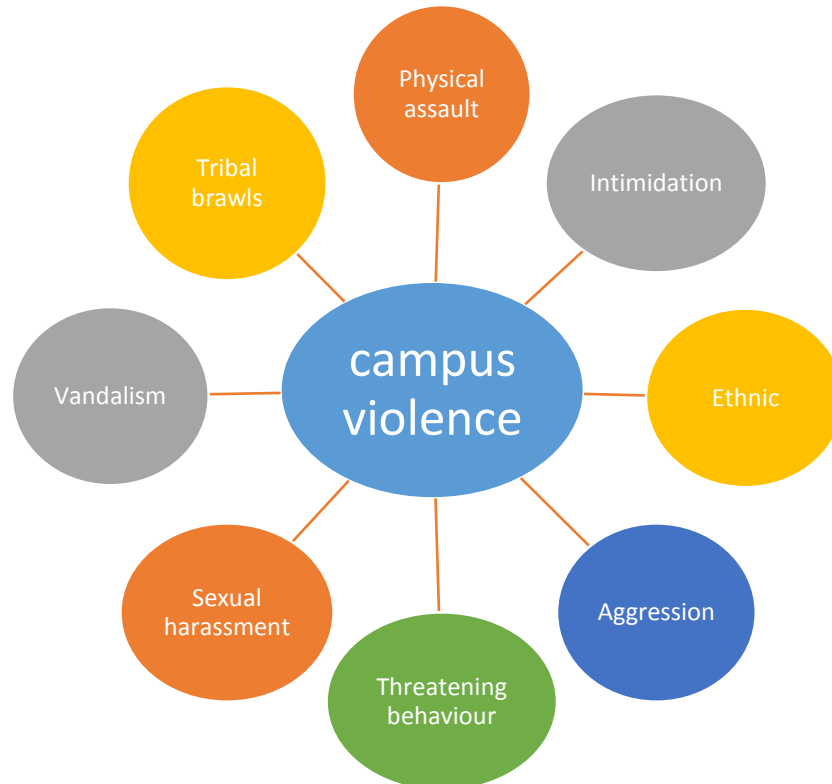 Physical
assault
Intimidation
Ethnic
Aggression
Threatening
behaviour
Sexual
harassment
Vandalism
Tribal
brawls
campus
violence